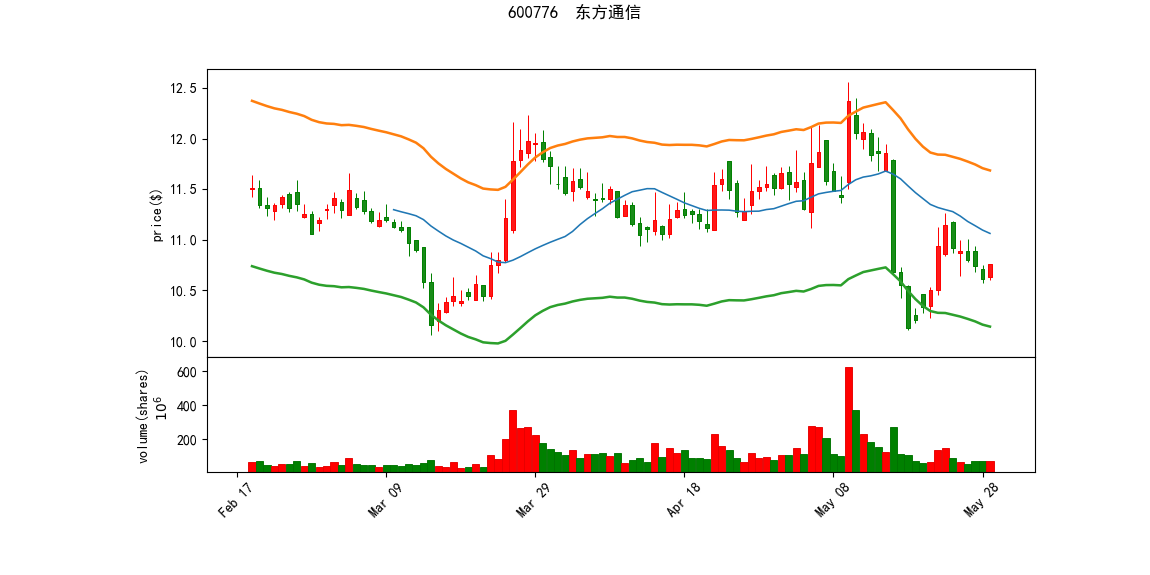 600776 东方通信
price($)
12.5
12.0
11.5
11.0
10.5
10.0
volume(shares)
10^6
600
400
200
Feb 17
Mar 09
Mar 29
Apr 18
May 08
May 28